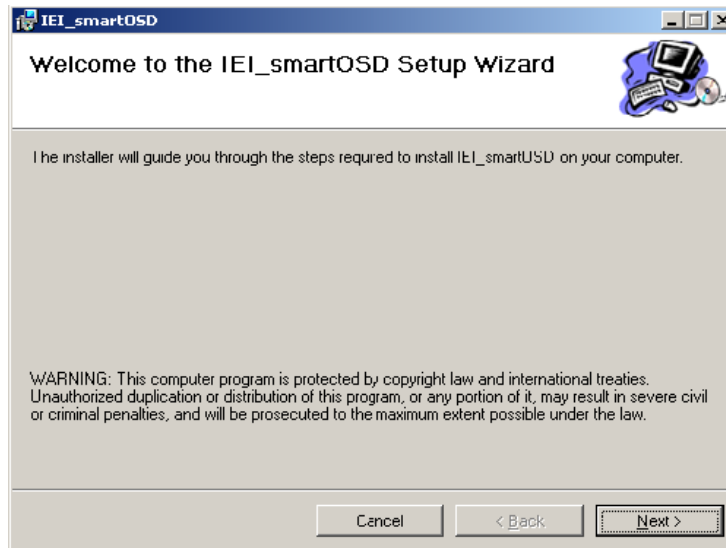 IEI_smartOSD
Welcome to the IEI_smartOSD Setup Wizard
The installer will guide you through the steps required to install IEI_smartOSD on your computer.
WARNING: This computer program is protected by copyright law and international treaties.
Unauthorized duplication or distribution of this program, or any portion of it, may result in severe civil
or criminal penalties, and will be prosecuted to the maximum extent possible under the law.
Cancel
< Back
Next >